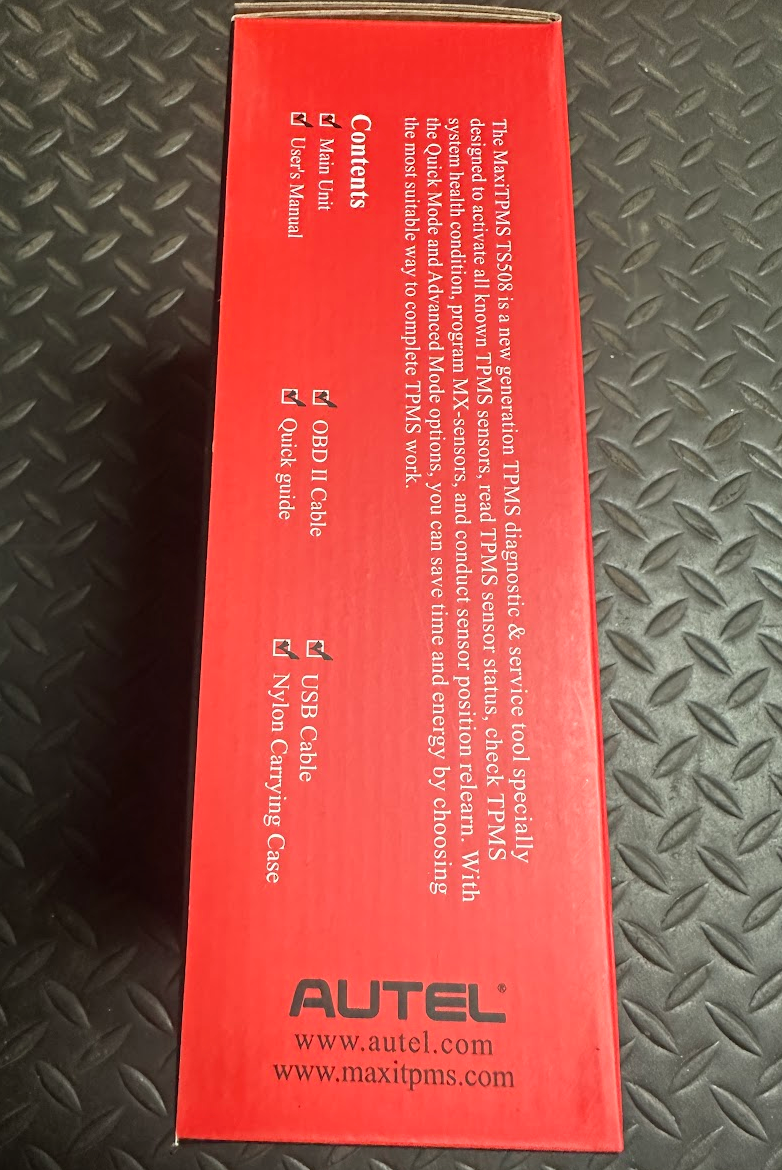 The MaxiTPMS TS508 is a new generation TPMS diagnostic & service tool specially
designed to activate all known TPMS sensors, read TPMS sensor status, check TPMS
system health condition, program MX-sensors, and conduct sensor position relearn. With
the Quick Mode and Advanced Mode options, you can save time and energy by choosing
the most suitable way to complete TPMS work.
Contents
Main Unit OBD II Cable USB Cable
User's Manual Quick guide Nylon Carrying Case
AUTEL®
www.autel.com
www.maxitpms.com